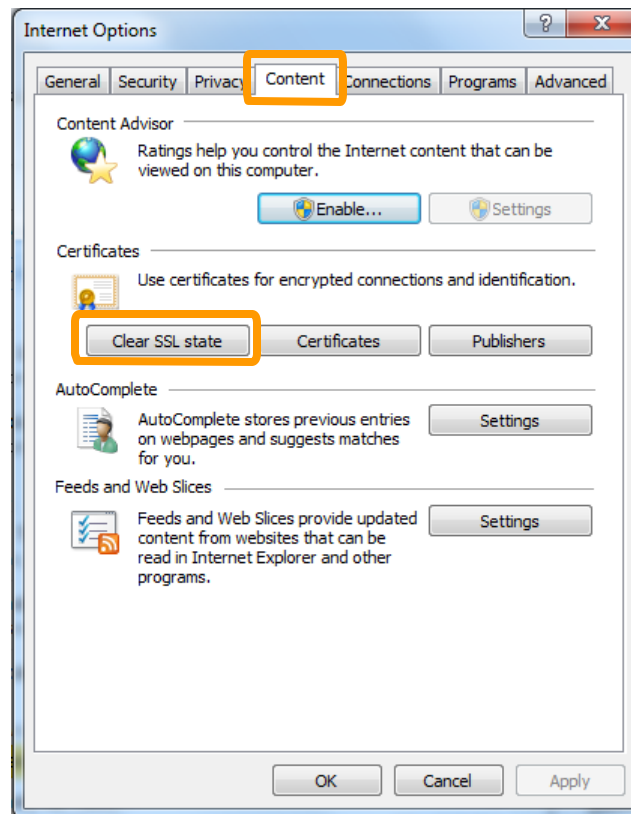 Internet Options
General Security Privacy Content Connections Programs Advanced
Content Advisor
Ratings help you control the Internet content that can be
viewed on this computer.
Enable... Settings
Certificates
Use certificates for encrypted connections and identification.
Clear SSL state Certificates Publishers
AutoComplete
AutoComplete stores previous entries
on webpages and suggests matches
for you.
Settings
Feeds and Web Slices
Feeds and Web Slices provide updated
content from websites that can be
read in Internet Explorer and other
programs.
Settings
OK Cancel Apply